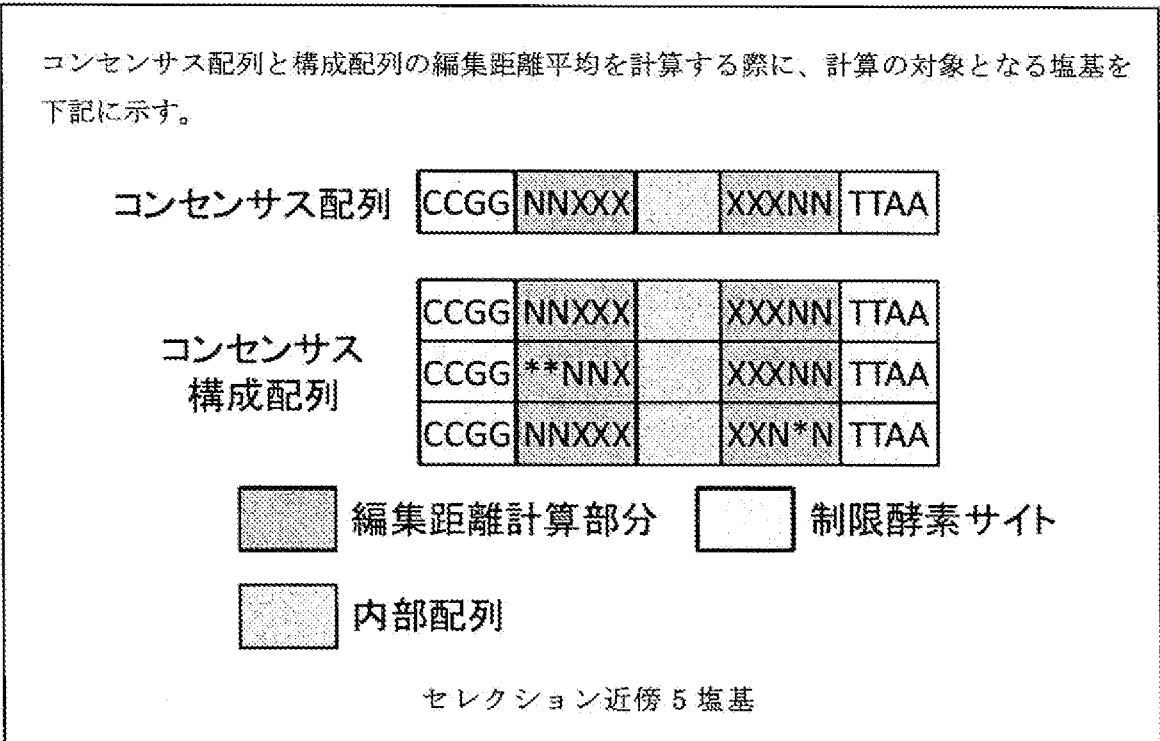 コンセンサス配列と構成配列の編集距離平均を計算する際に、計算の対象となる塩基を
下記に示す。
コンセンサス配列 CCGG NNXXX XXXNN TTAA
コンセンサス
構成配列
CCGG NNXXX XXXNN TTAA
CCGG **NNX XXXNN TTAA
CCGG NNXXX XXN*N TTAA
編集距離計算部分 制限酵素サイト
内部配列
セレクション近傍5塩基